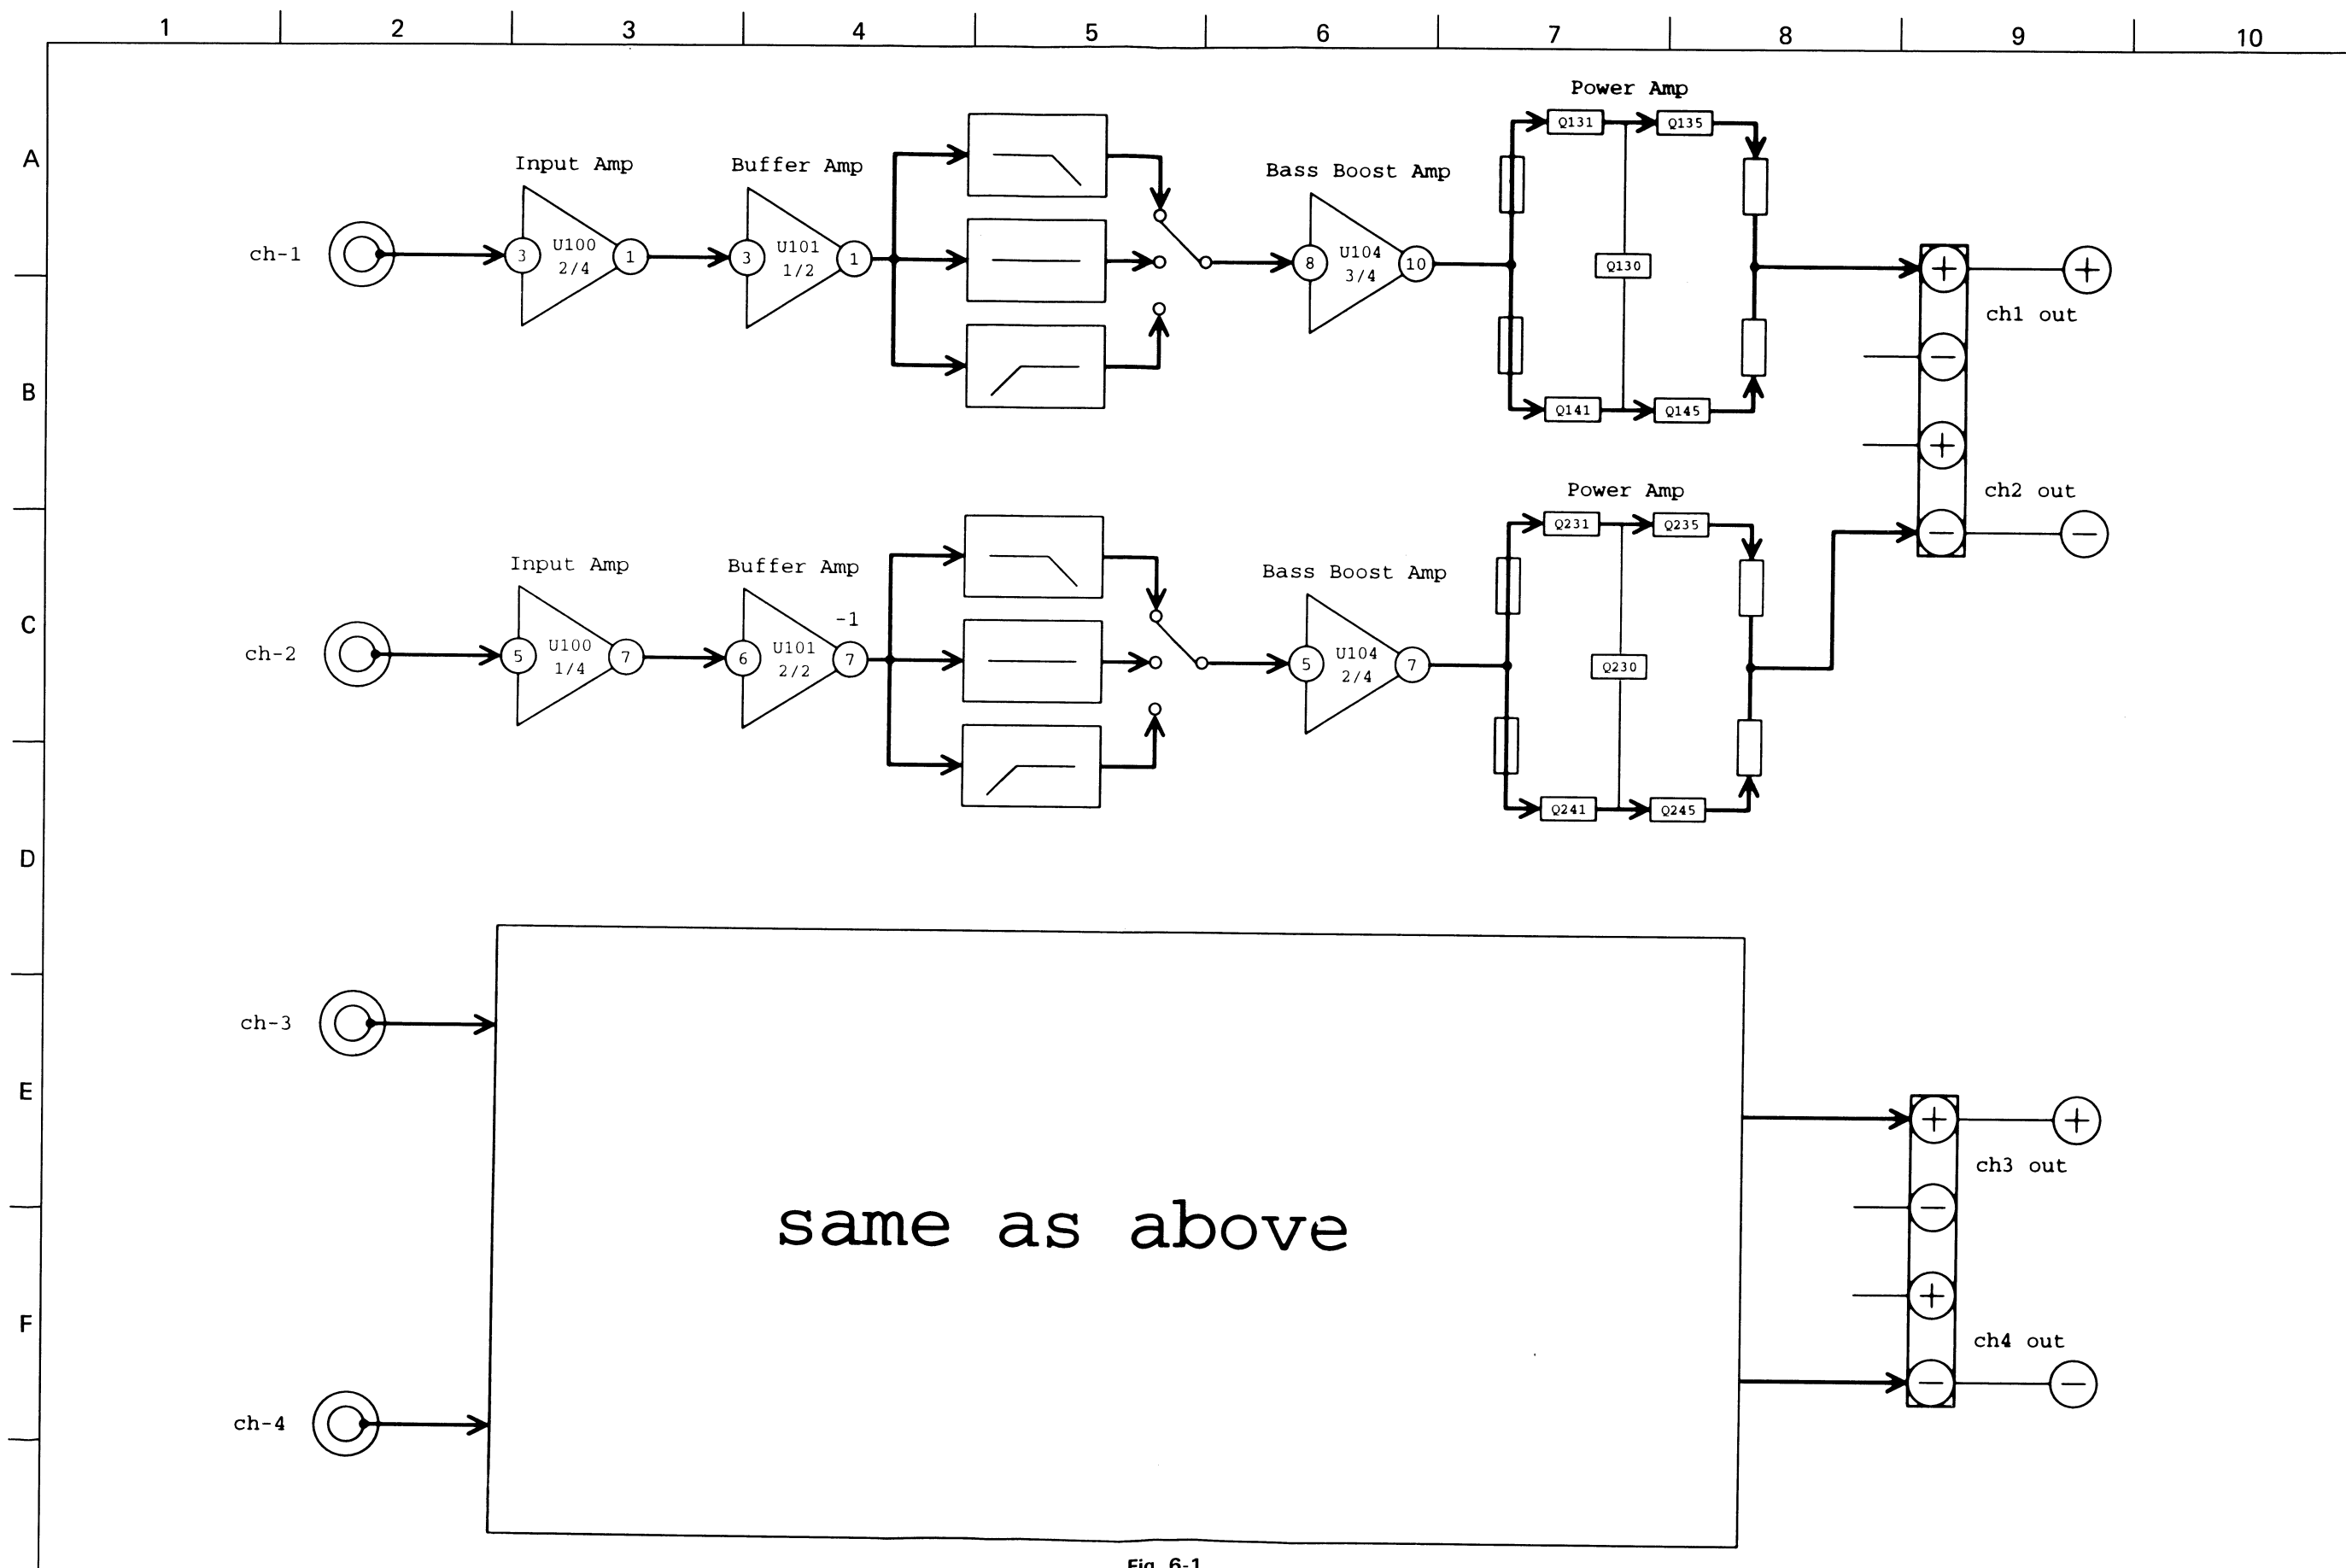 1 2 3 4 5 6 7 8 9 10
A
B
C
D
E
F
Power Amp
Input Amp
Buffer Amp
Bass Boost Amp
ch-1
3
U100
2/4
1
3
U101
1/2
1
8
U104
3/4
10
Q131
Q135
Q130
Q141
Q145
+
+
ch1 out
−
+
ch2 out
−
−
Power Amp
Input Amp
Buffer Amp
Bass Boost Amp
-1
ch-2
5
U100
1/4
7
6
U101
2/2
7
5
U104
2/4
7
Q231
Q235
Q230
Q241
Q245
ch-3
same as above
+
+
ch3 out
−
+
ch4 out
−
−
ch-4
Fig. 6-1